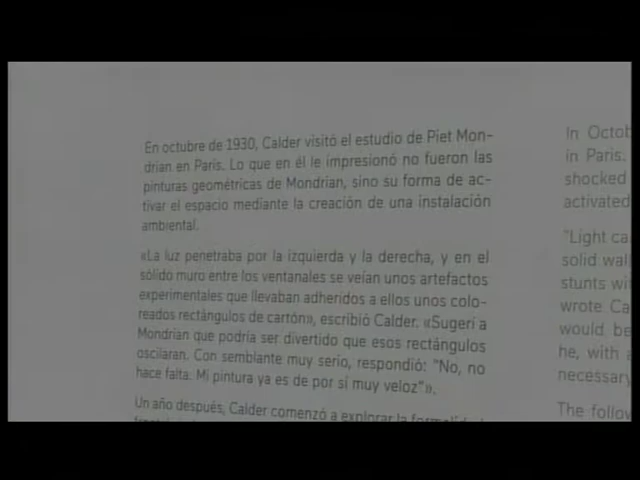 En octubre de 1930, Calder visitó el estudio de Piet Mon-
drian en Paris. Lo que en él le impresionó no fueron las
pinturas geométricas de Mondrian, sino su forma de ac-
tivar el espacio mediante la creación de una instalación
ambiental.
«La luz penetraba por la izquierda y la derecha, y en el
sólido muro entre los ventanales se veían unos artefactos
experimentales que llevaban adheridos a ellos unos colo-
reados rectángulos de cartón», escribió Calder. «Sugerí a
Mondrian que podría ser divertido que esos rectángulos
oscilaran. Con semblante muy serio, respondió: "No, no
hace falta. Mi pintura ya es de por sí muy veloz"».
Un año después, Calder comenzó a explorar la
In Octob
in Paris.
shocked
activated
"Light ca
solid wal
stunts wi
wrote Ca
would be
he, with a
necessary
The follow